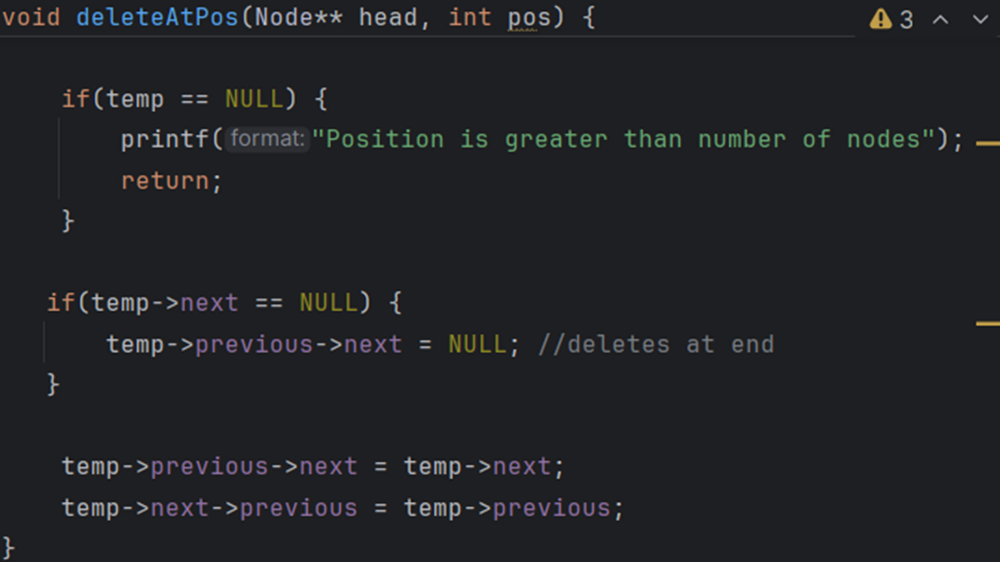 void deleteAtPos(Node** head, int pos) { 3
if(temp == NULL) {
printf(format:"Position is greater than number of nodes");
return;
}
if(temp->next == NULL) {
temp->previous->next = NULL; //deletes at end
}
temp->previous->next = temp->next;
temp->next->previous = temp->previous;
}